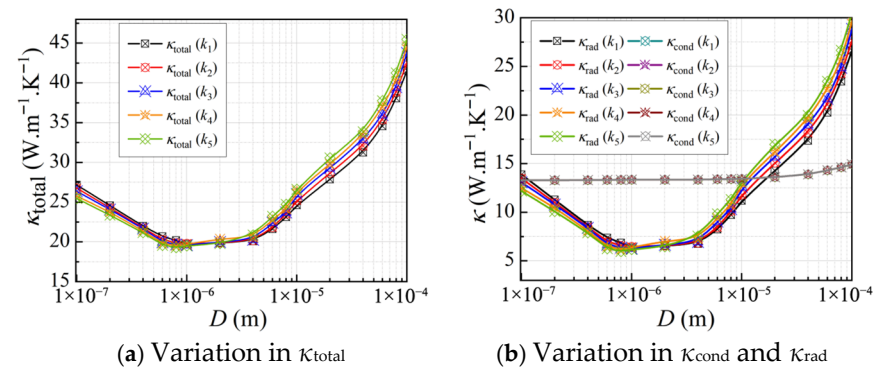 κtotal (W.m⁻¹.K⁻¹)
45
40
35
30
25
20
15
κtotal (k₁)
κtotal (k₂)
κtotal (k₃)
κtotal (k₄)
κtotal (k₅)
1×10⁻⁷ 1×10⁻⁶ 1×10⁻⁵ 1×10⁻⁴
D (m)
(a) Variation in κtotal
κ (W.m⁻¹.K⁻¹)
30
25
20
15
10
5
κrad (k₁) κcond (k₁)
κrad (k₂) κcond (k₂)
κrad (k₃) κcond (k₃)
κrad (k₄) κcond (k₄)
κrad (k₅) κcond (k₅)
1×10⁻⁷ 1×10⁻⁶ 1×10⁻⁵ 1×10⁻⁴
D (m)
(b) Variation in κcond and κrad